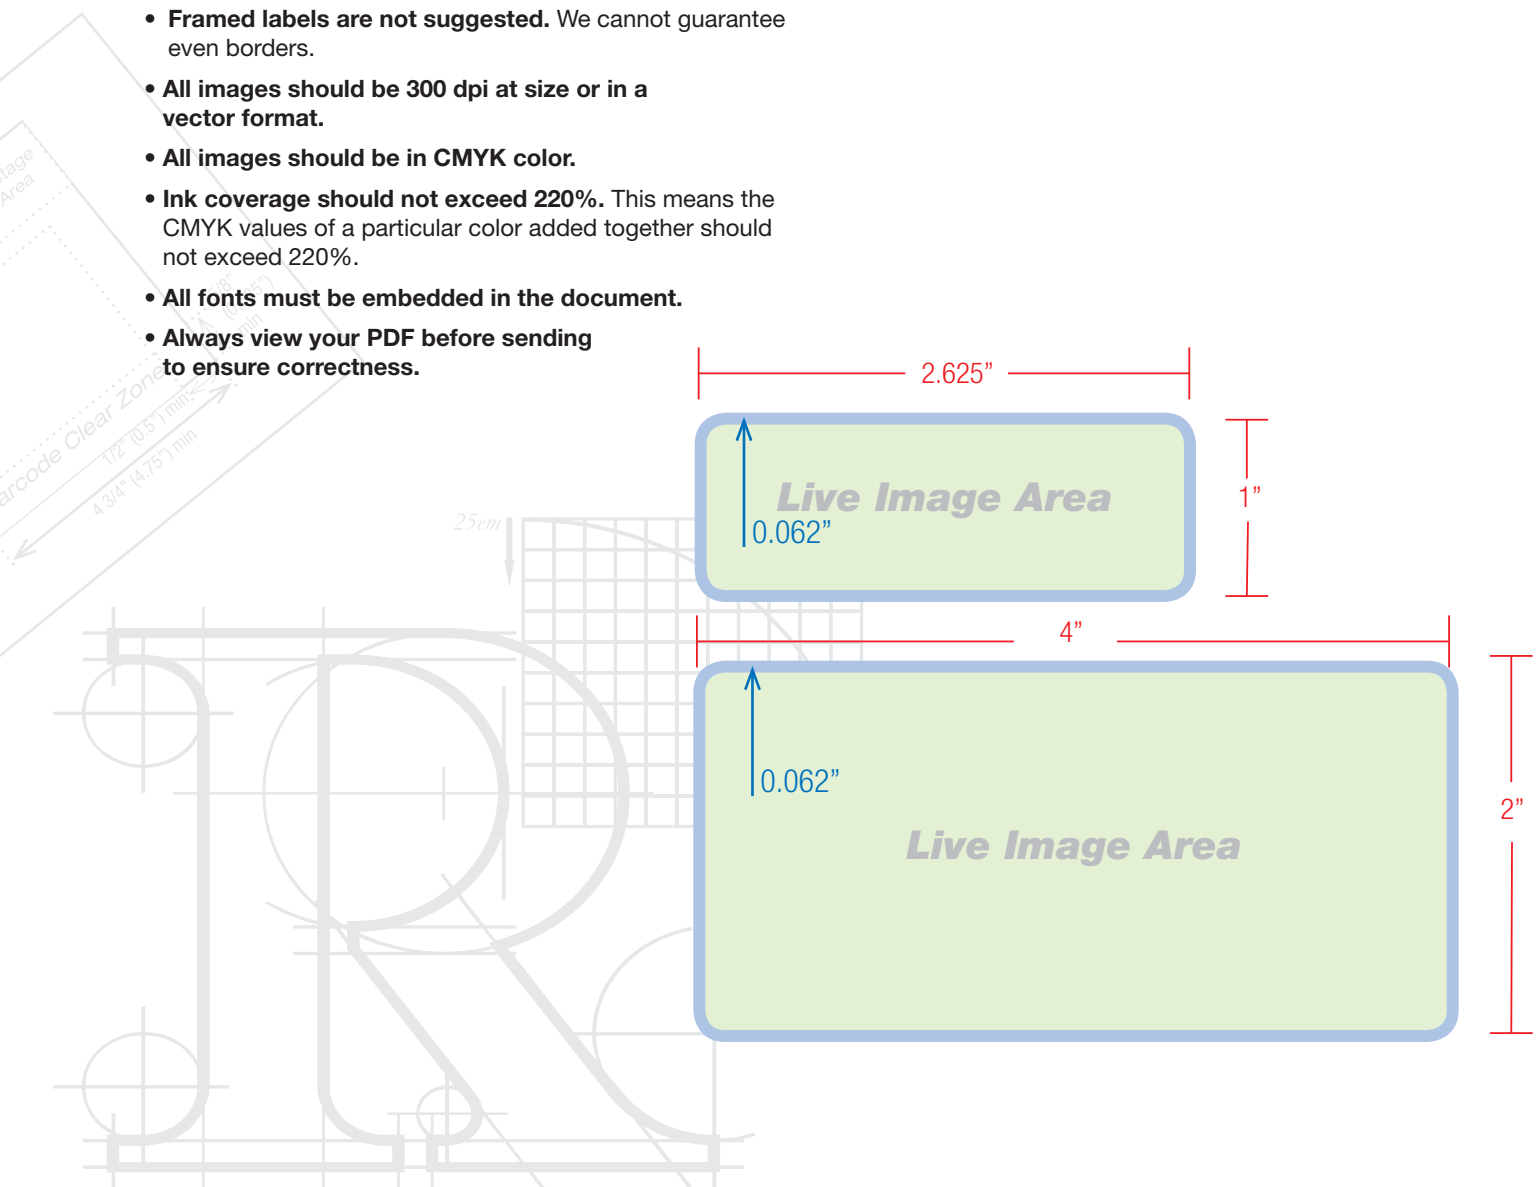 • Framed labels are not suggested. We cannot guarantee
even borders.
• All images should be 300 dpi at size or in a
vector format.
• All images should be in CMYK color.
• Ink coverage should not exceed 220%. This means the
CMYK values of a particular color added together should
not exceed 220%.
• All fonts must be embedded in the document.
• Always view your PDF before sending
to ensure correctness.
Area
(0.625")
min
Clear Zone
1/2" (0.5") min
4 3/4" (4.75") min
2.625”
Live Image Area
0.062”
1”
25em
4”
0.062”
Live Image Area
2”